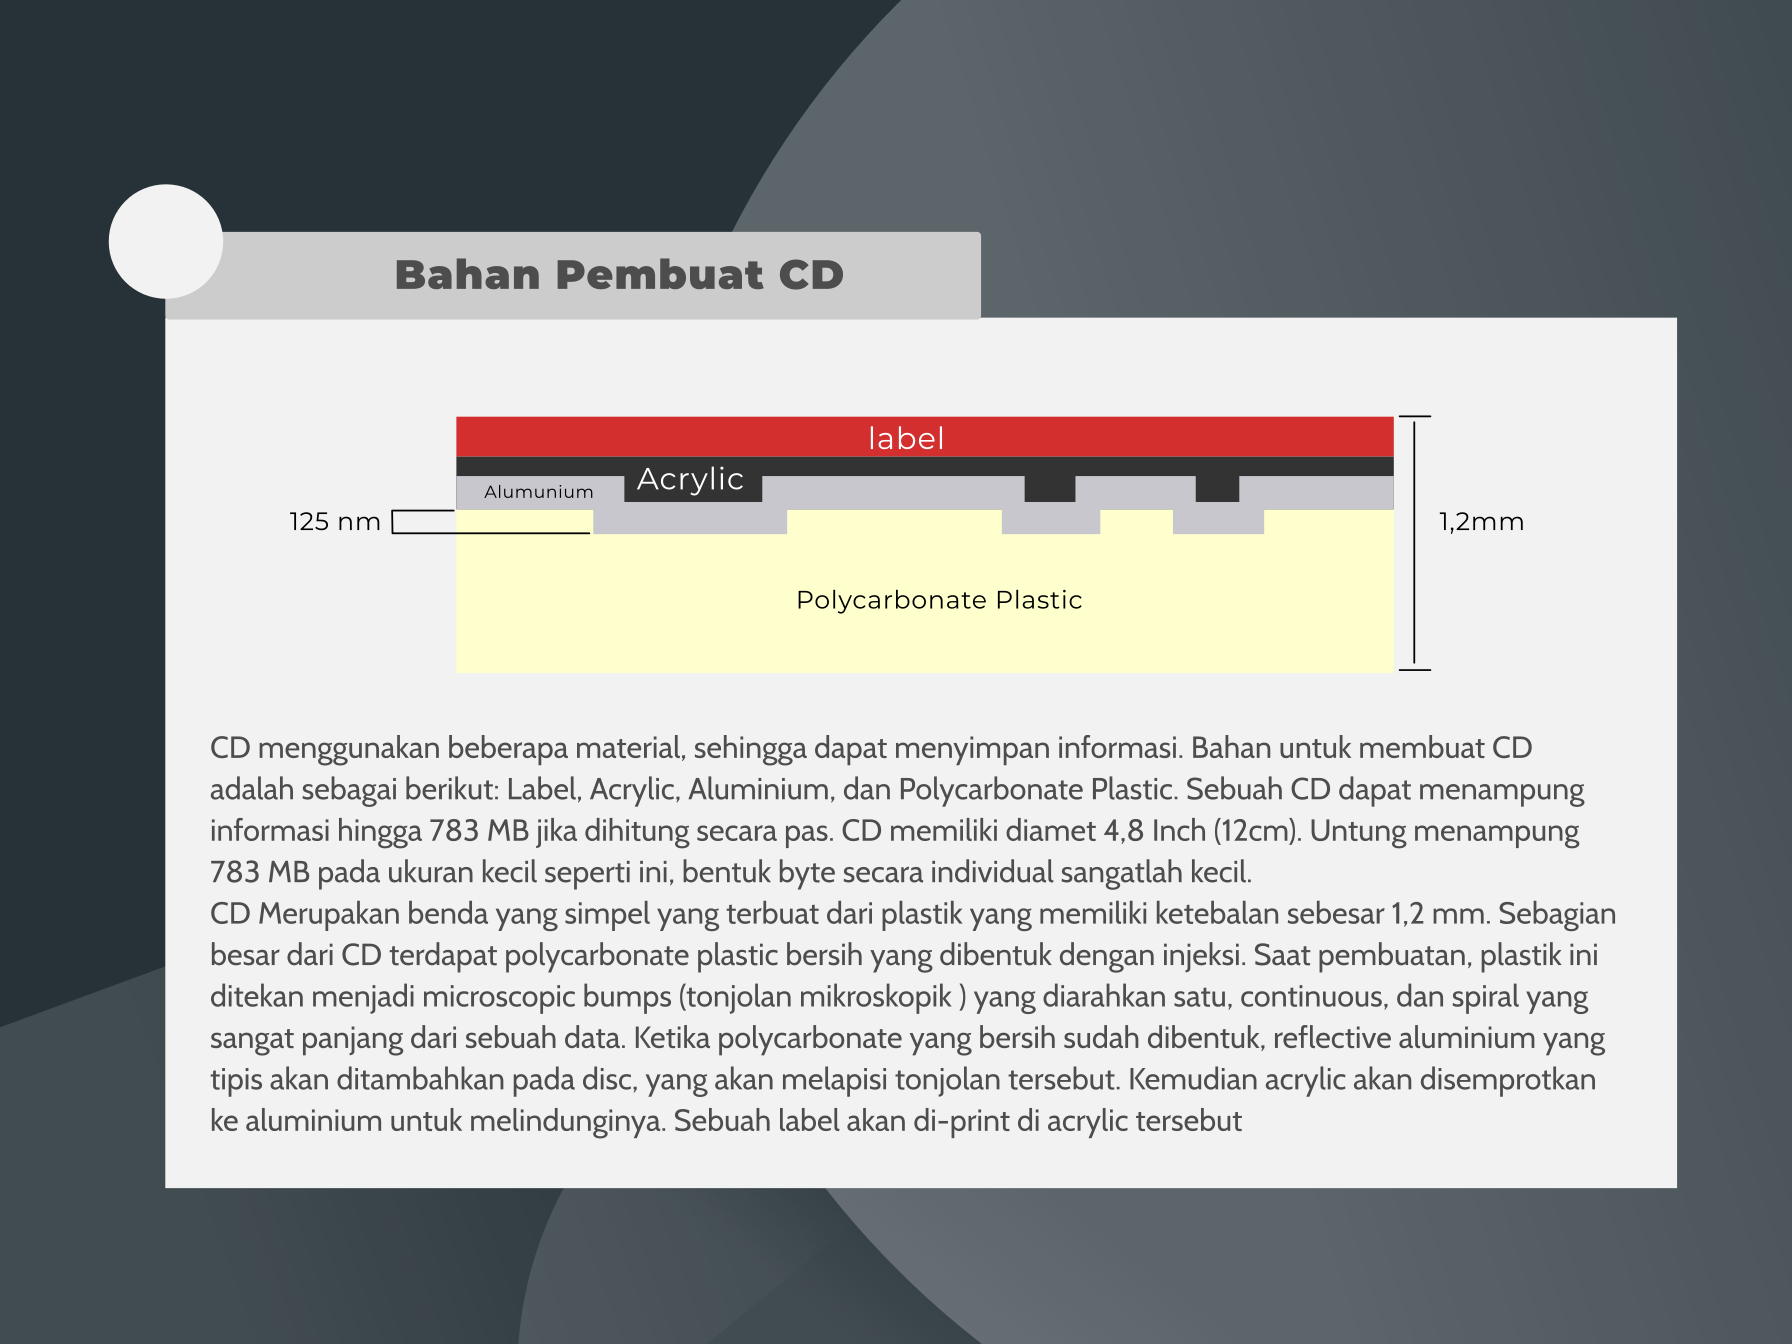 Bahan Pembuat CD
label
Acrylic
Alumunium
125 nm
1,2mm
Polycarbonate Plastic
CD menggunakan beberapa material, sehingga dapat menyimpan informasi. Bahan untuk membuat CD
adalah sebagai berikut: Label, Acrylic, Aluminium, dan Polycarbonate Plastic. Sebuah CD dapat menampung
informasi hingga 783 MB jika dihitung secara pas. CD memiliki diamet 4,8 Inch (12cm). Untung menampung
783 MB pada ukuran kecil seperti ini, bentuk byte secara individual sangatlah kecil.
CD Merupakan benda yang simpel yang terbuat dari plastik yang memiliki ketebalan sebesar 1,2 mm. Sebagian
besar dari CD terdapat polycarbonate plastic bersih yang dibentuk dengan injeksi. Saat pembuatan, plastik ini
ditekan menjadi microscopic bumps (tonjolan mikroskopik ) yang diarahkan satu, continuous, dan spiral yang
sangat panjang dari sebuah data. Ketika polycarbonate yang bersih sudah dibentuk, reflective aluminium yang
tipis akan ditambahkan pada disc, yang akan melapisi tonjolan tersebut. Kemudian acrylic akan disemprotkan
ke aluminium untuk melindunginya. Sebuah label akan di-print di acrylic tersebut